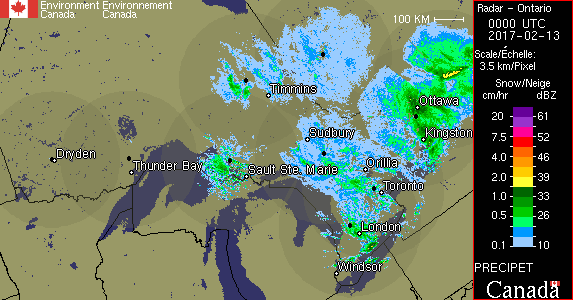 Environment Environnement
Canada Canada
100 KM
Radar - Ontario
0000 UTC
2017-02-13
Scale/Échelle:
3.5 km/Pixel
Snow/Neige
cm/hr dBZ
20 61
7.5 52
4.0 46
2.0 39
1.0 33
0.5 26
0.1 10
PRECIPET
Canada
Timmins
Ottawa
Kingston
Sudbury
Dryden
Thunder Bay
Sault Ste. Marie
Orillia
Toronto
London
Windsor